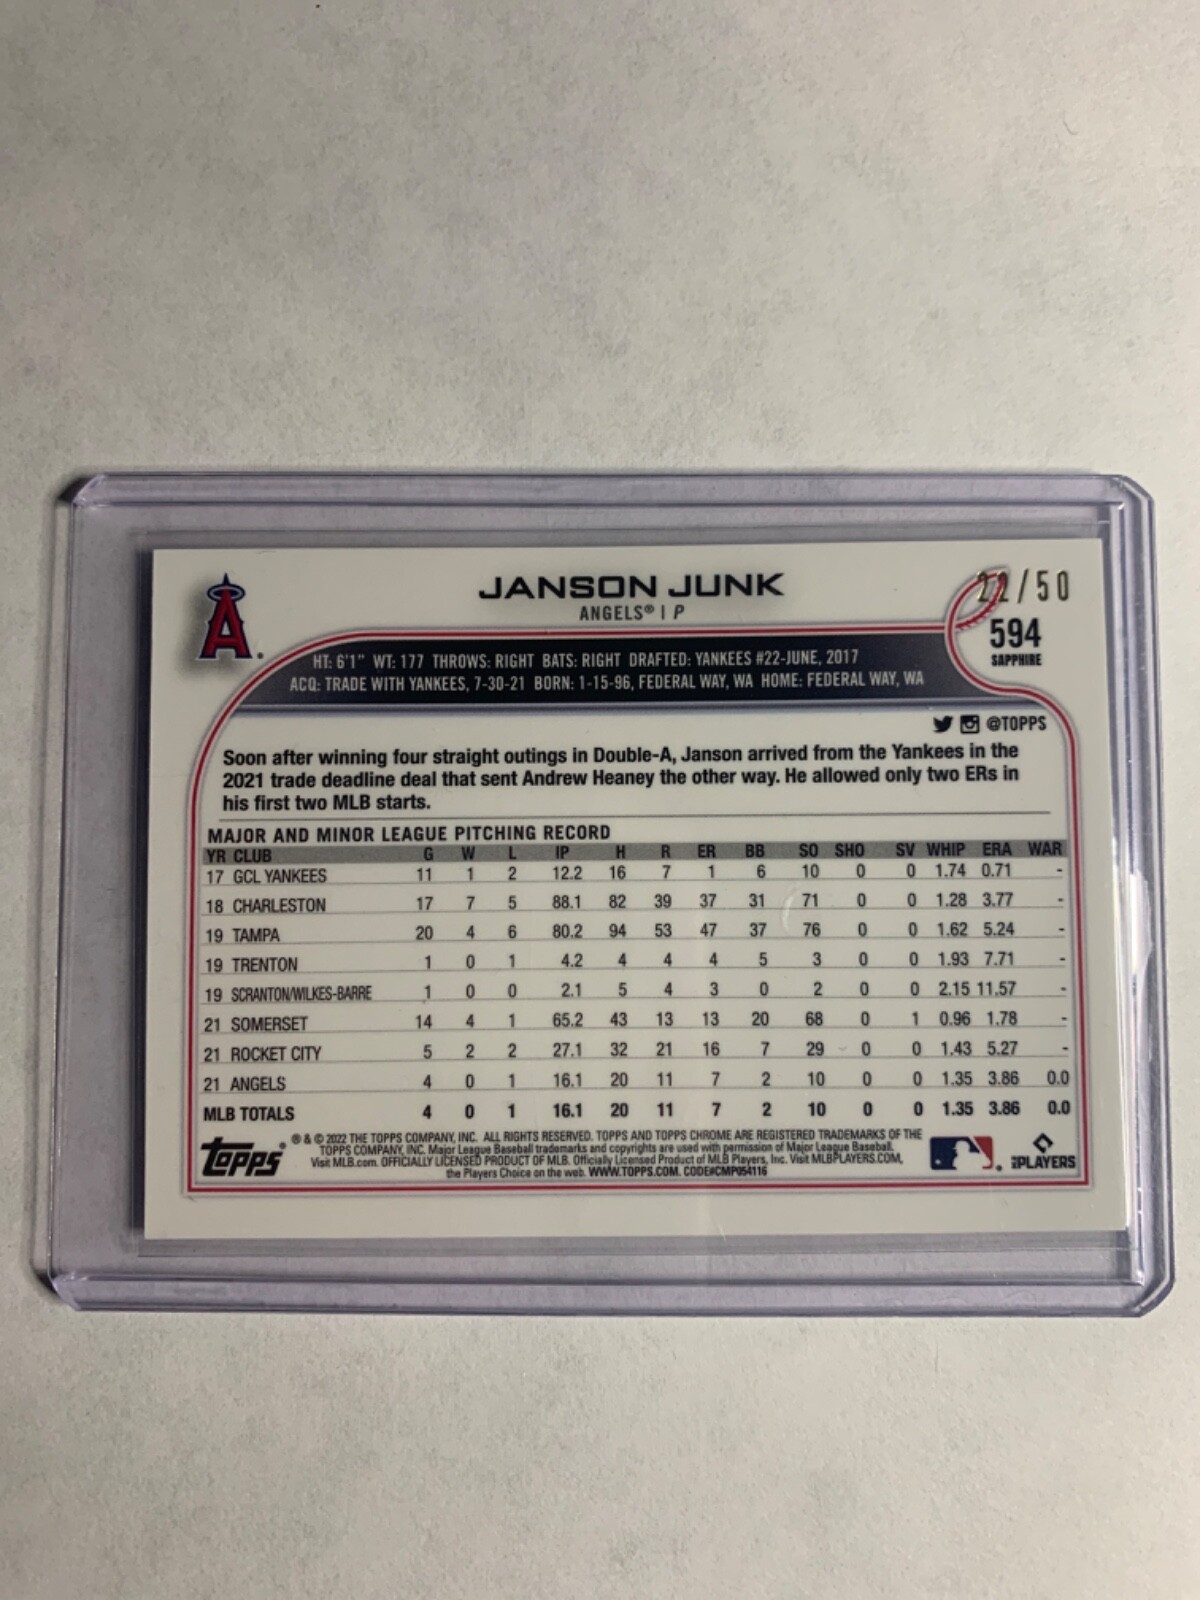 JANSON JUNK
ANGELS® | P
22/50
594
SAPPHIRE
A
HT: 6'1" WT: 177 THROWS: RIGHT BATS: RIGHT DRAFTED: YANKEES #22-JUNE, 2017
ACQ: TRADE WITH YANKEES, 7-30-21 BORN: 1-15-96, FEDERAL WAY, WA HOME: FEDERAL WAY, WA
@TOPPS
Soon after winning four straight outings in Double-A, Janson arrived from the Yankees in the
2021 trade deadline deal that sent Andrew Heaney the other way. He allowed only two ERs in
his first two MLB starts.
MAJOR AND MINOR LEAGUE PITCHING RECORD
YR CLUB G W L IP H R ER BB SO SHO SV WHIP ERA WAR
17 GCL YANKEES 11 1 2 12.2 16 7 1 6 10 0 0 1.74 0.71 -
18 CHARLESTON 17 7 5 88.1 82 39 37 31 71 0 0 1.28 3.77 -
19 TAMPA 20 4 6 80.2 94 53 47 37 76 0 0 1.62 5.24 -
19 TRENTON 1 0 1 4.2 4 4 4 5 3 0 0 1.93 7.71 -
19 SCRANTON/WILKES-BARRE 1 0 0 2.1 5 4 3 0 2 0 0 2.15 11.57 -
21 SOMERSET 14 4 1 65.2 43 13 13 20 68 0 1 0.96 1.78 -
21 ROCKET CITY 5 2 2 27.1 32 21 16 7 29 0 0 1.43 5.27 -
21 ANGELS 4 0 1 16.1 20 11 7 2 10 0 0 1.35 3.86 0.0
MLB TOTALS 4 0 1 16.1 20 11 7 2 10 0 0 1.35 3.86 0.0
Topps®
® & © 2022 THE TOPPS COMPANY, INC. ALL RIGHTS RESERVED. TOPPS AND TOPPS CHROME ARE REGISTERED TRADEMARKS OF THE
TOPPS COMPANY, INC. Major League Baseball trademarks and copyrights are used with permission of Major League Baseball.
Visit MLB.com. OFFICIALLY LICENSED PRODUCT OF MLB. Officially Licensed Product of MLB Players, Inc. Visit MLBPLAYERS.COM,
the Players Choice on the web. WWW.TOPPS.COM. CODE#CMP054116
MLB PLAYERS